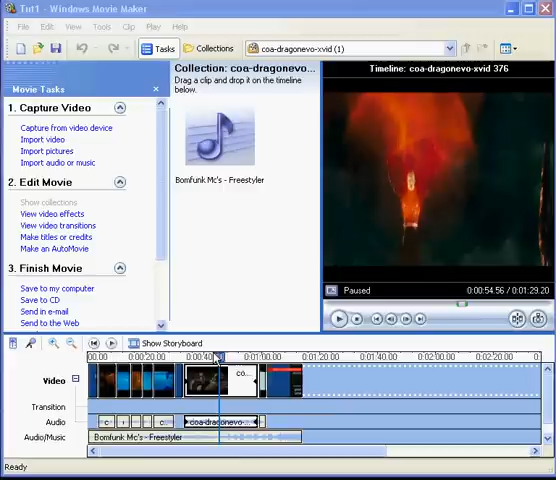 Tut1 - Windows Movie Maker
File Edit View Tools Clip Play Help
Tasks Collections coa-dragonevo-xvid (1)
Movie Tasks
1. Capture Video
Capture from video device
Import video
Import pictures
Import audio or music
2. Edit Movie
Show collections
View video effects
View video transitions
Make titles or credits
Make an AutoMovie
3. Finish Movie
Save to my computer
Save to CD
Send in e-mail
Send to the Web
Collection: coa-dragonevo-xvid...
Drag a clip and drop it on the timeline
below.
Bomfunk Mc's - Freestyler
Timeline: coa-dragonevo-xvid 376
Paused 0:00:54.56 / 0:01:29.20
Show Storyboard
00.00 0:00:20.00 0:00:40.0 0:01:00.00 0:01:20.00 0:01:40.00 0:02:00.00 0:02:20.00 0:
Video
co...
Transition
Audio
c c... coa-dragonevo-...
Audio/Music
Bomfunk Mc's - Freestyler
Ready